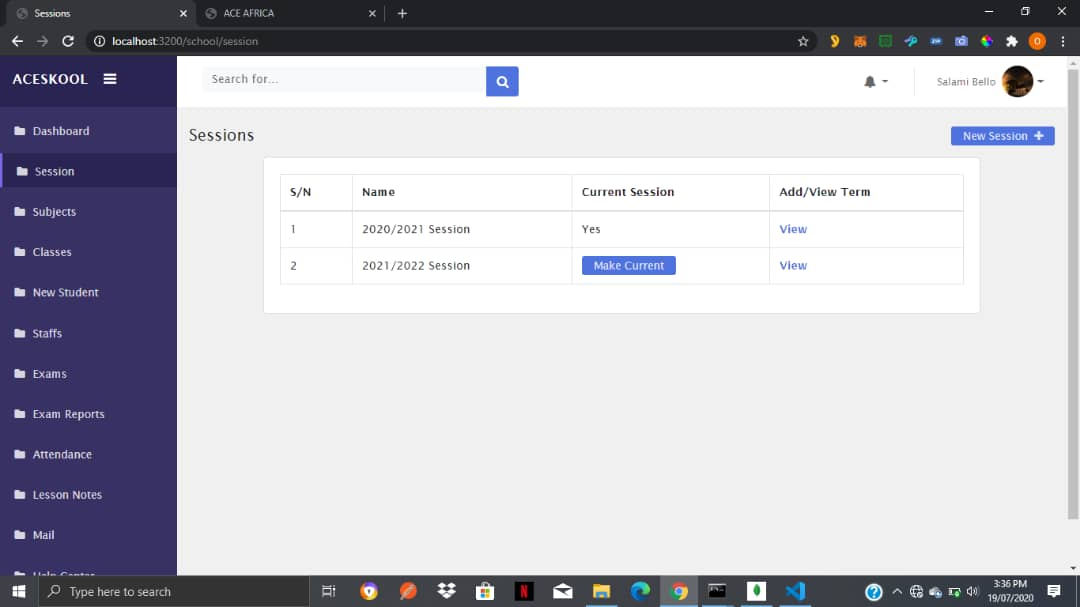 Sessions
ACE AFRICA
localhost:3200/school/session
O
ACESKOOL
Search for...
Salami Bello
Dashboard
Session
Subjects
Classes
New Student
Staffs
Exams
Exam Reports
Attendance
Lesson Notes
Mail
Help Center
Sessions
New Session +
S/N Name Current Session Add/View Term
1 2020/2021 Session Yes View
2 2021/2022 Session Make Current View
Type here to search
N
3:36 PM
19/07/2020